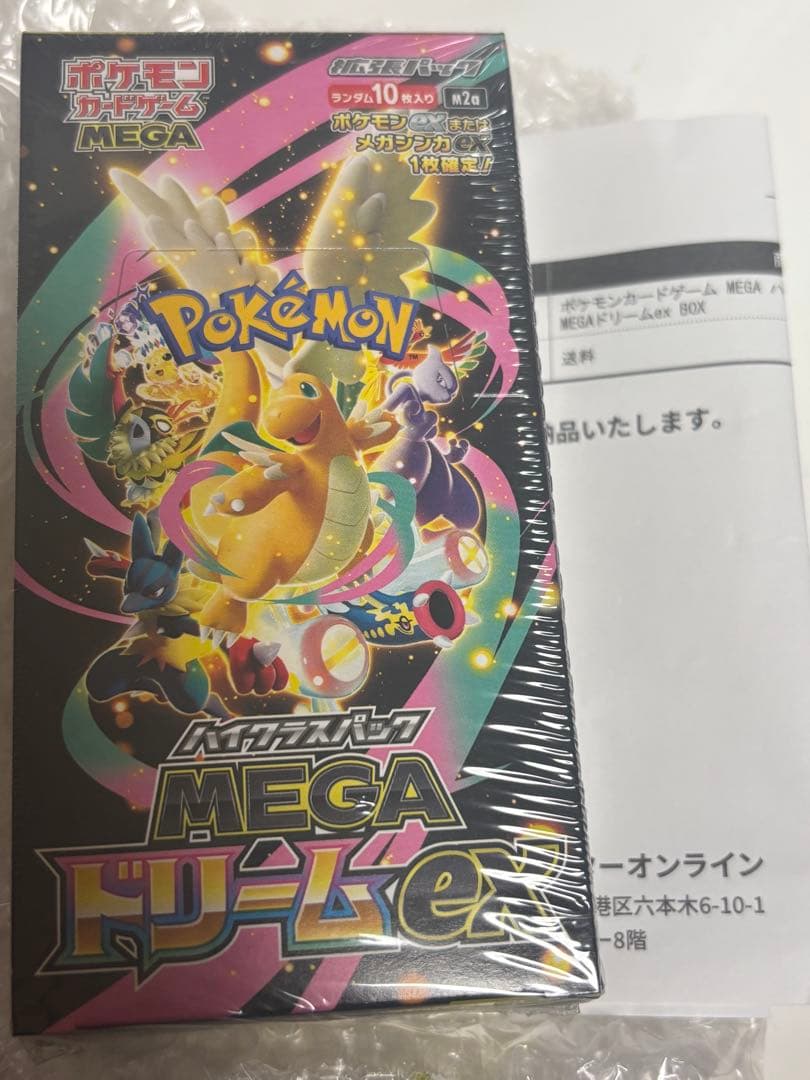 ポケモン
カードゲーム
MEGA
拡張パック
ランダム10枚入り
M2a
ポケモンexまたは
メガシンカex
1枚確定!
POKÉMON
TM
ハイクラスパック
MEGA
ドリームex
ポケモンカードゲーム MEGA ハ
MEGAドリームex BOX
送料
品いたします。
ーオンライン
港区六本木6-10-1
ー8階